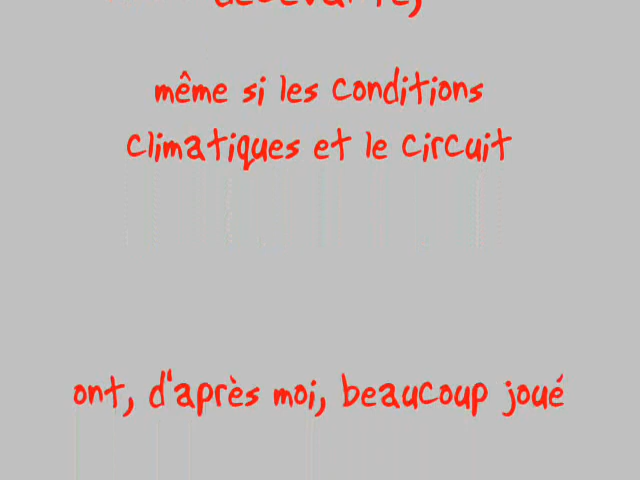 même si les conditions
climatiques et le circuit
ont, d'après moi, beaucoup joué